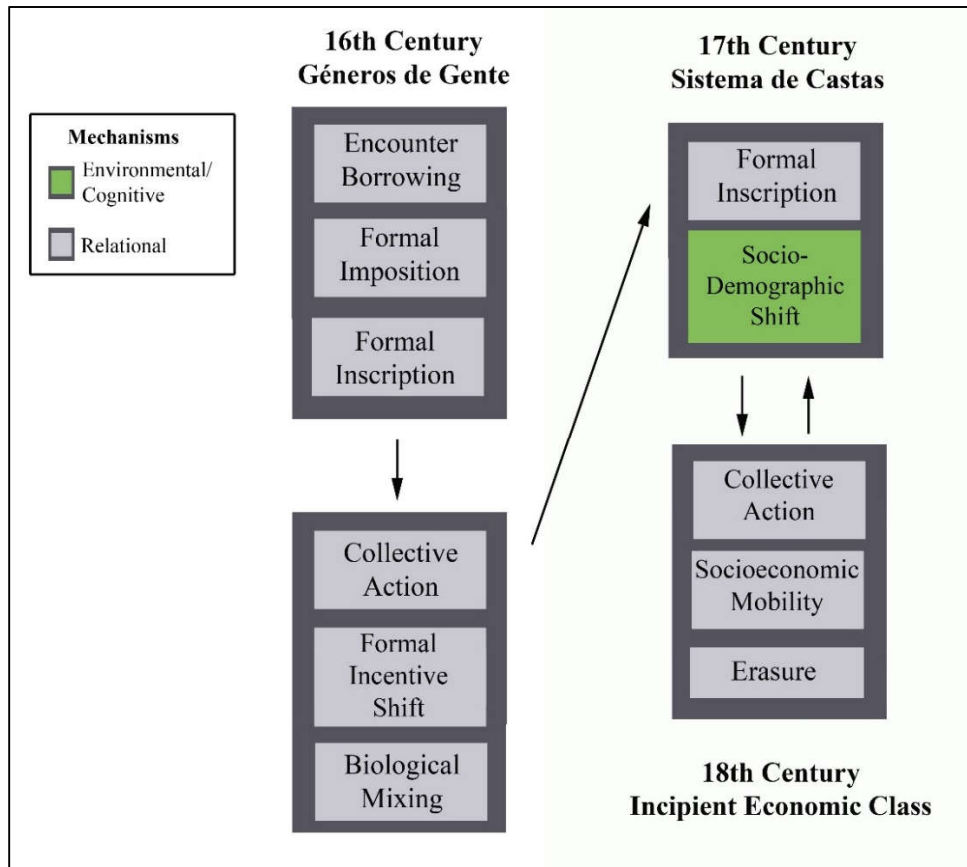 16th Century
Géneros de Gente
17th Century
Sistema de Castas
Mechanisms
Environmental/
Cognitive
Relational
Encounter
Borrowing
Formal
Imposition
Formal
Inscription
Collective
Action
Formal
Incentive
Shift
Biological
Mixing
Formal
Inscription
Socio-
Demographic
Shift
Collective
Action
Socioeconomic
Mobility
Erasure
18th Century
Incipient Economic Class